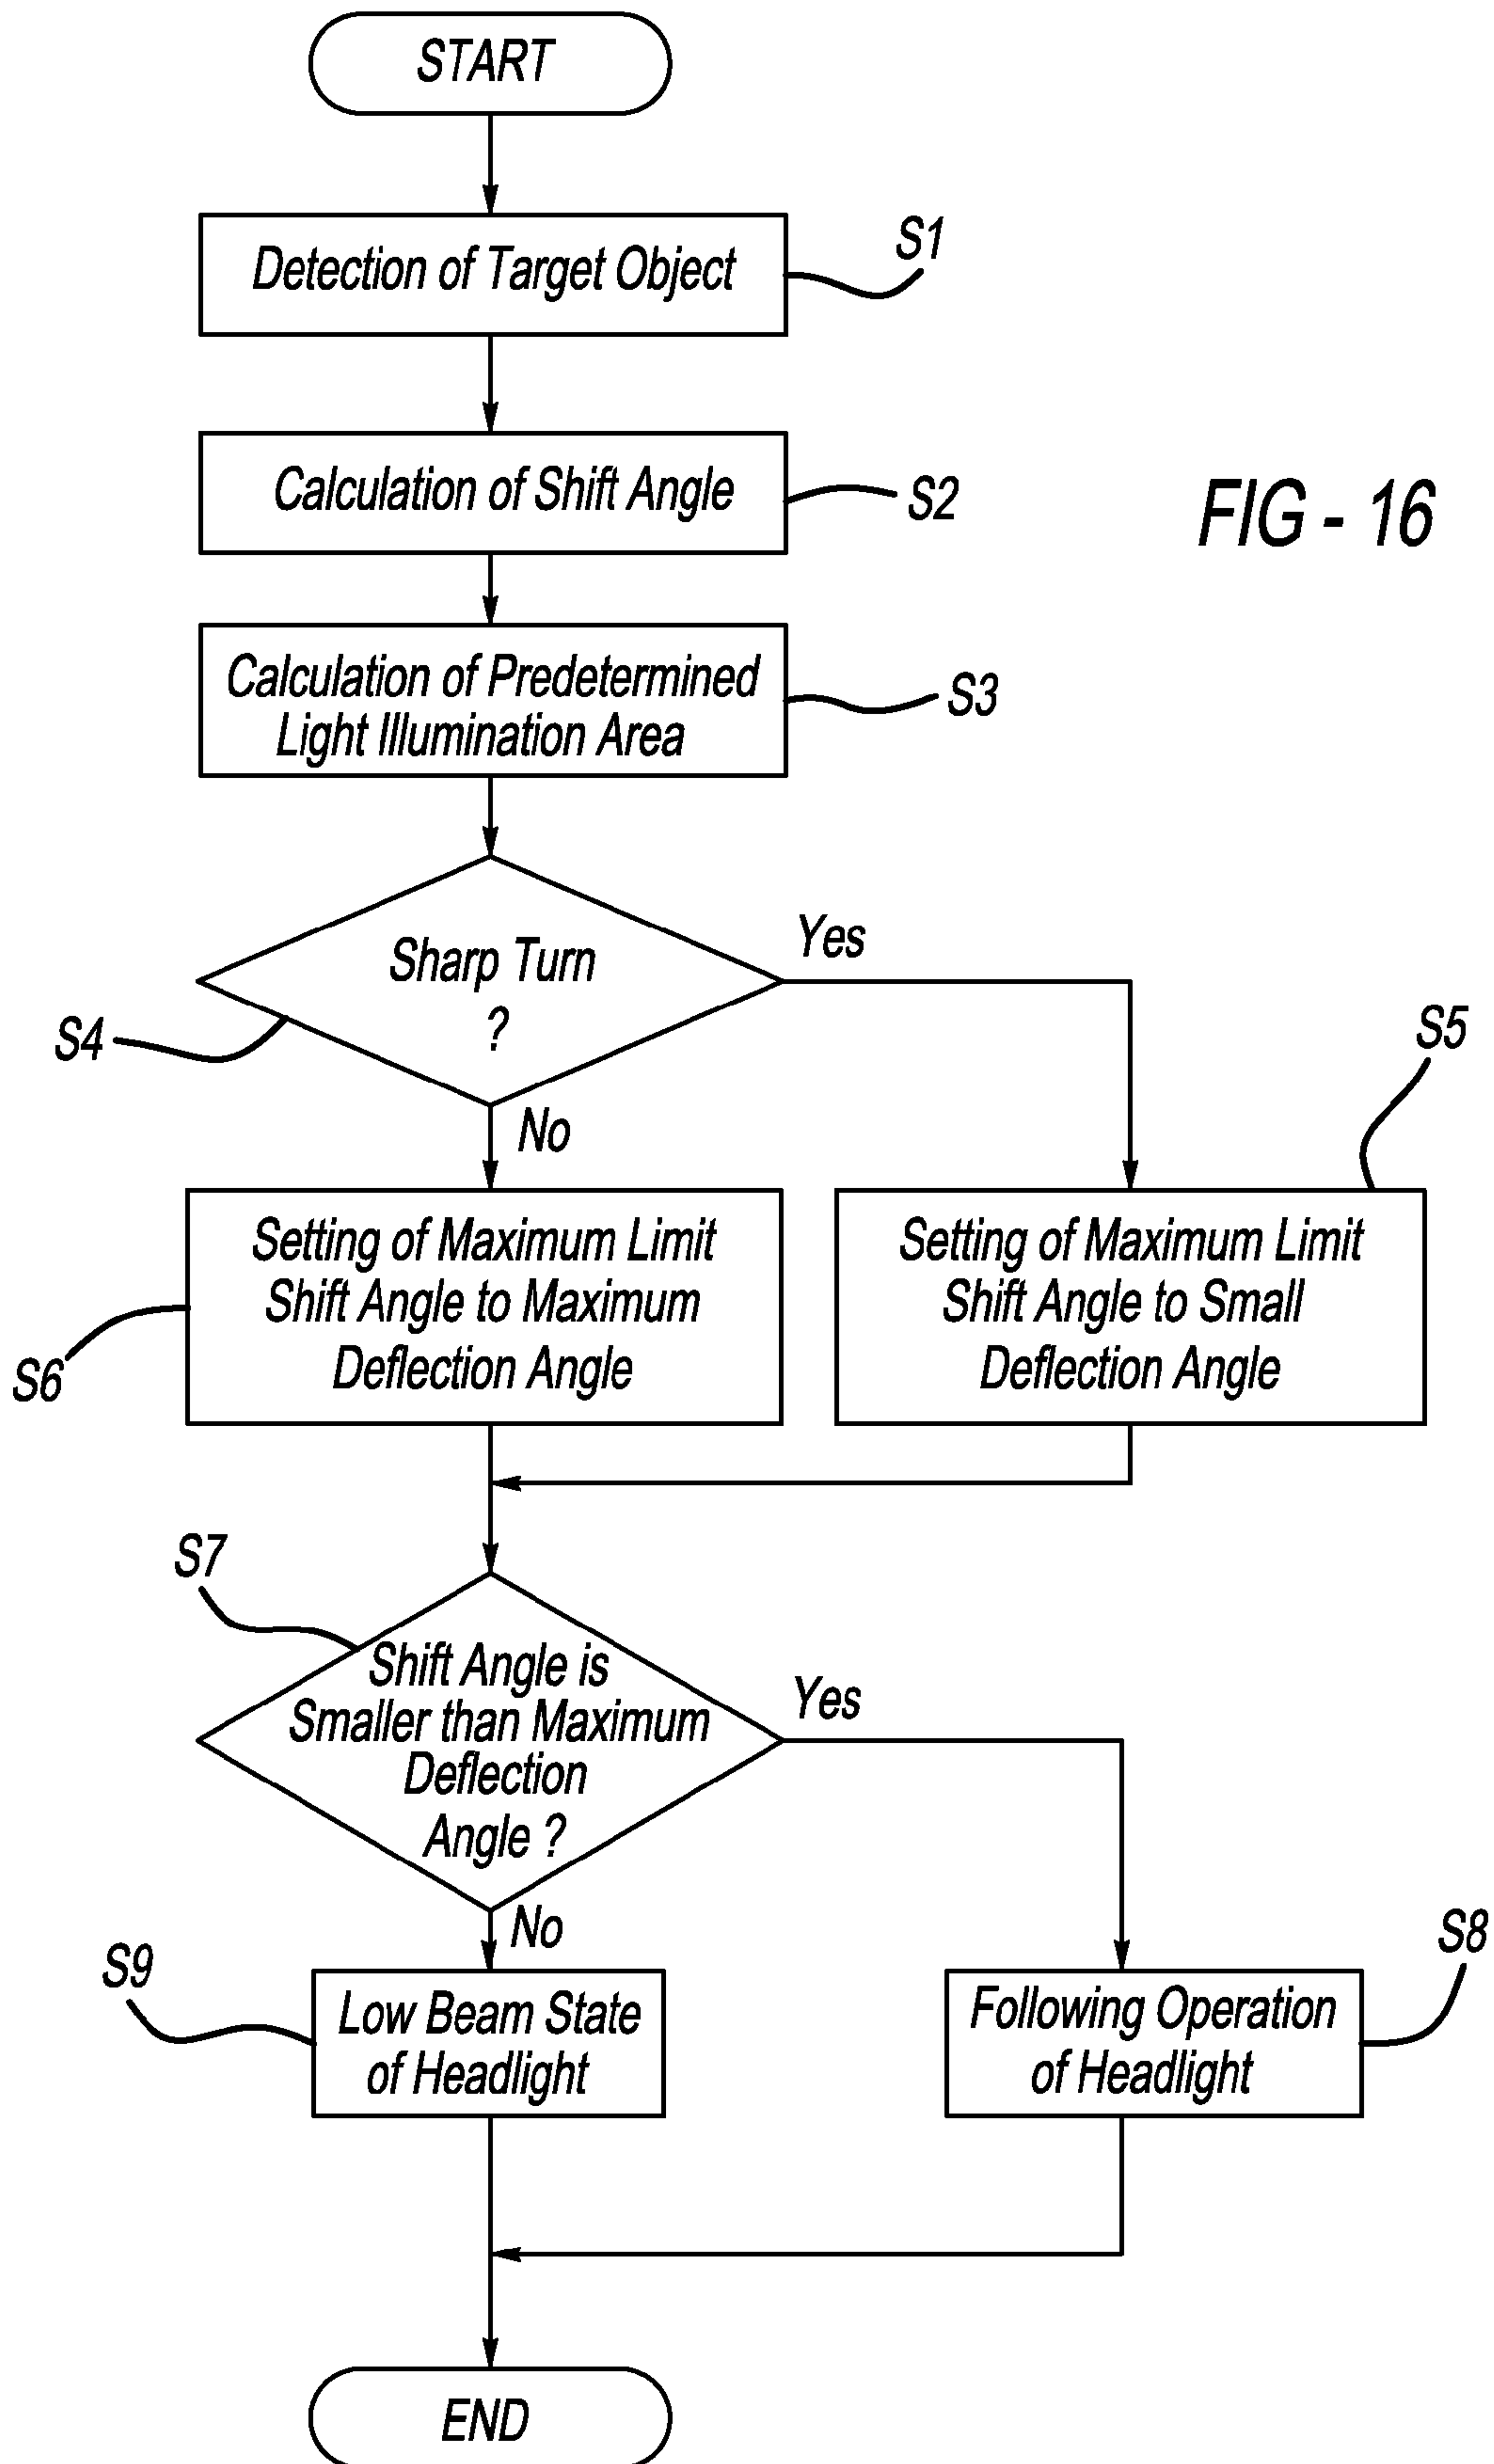 START
Detection of Target Object
S1
Calculation of Shift Angle
S2
FIG - 16
Calculation of Predetermined
Light Illumination Area
S3
Sharp Turn
?
Yes
S4
No
S5
Setting of Maximum Limit
Shift Angle to Maximum
Deflection Angle
S6
Setting of Maximum Limit
Shift Angle to Small
Deflection Angle
S7
Shift Angle is
Smaller than Maximum
Deflection
Angle ?
Yes
No
S9
Low Beam State
of Headlight
S8
Following Operation
of Headlight
END